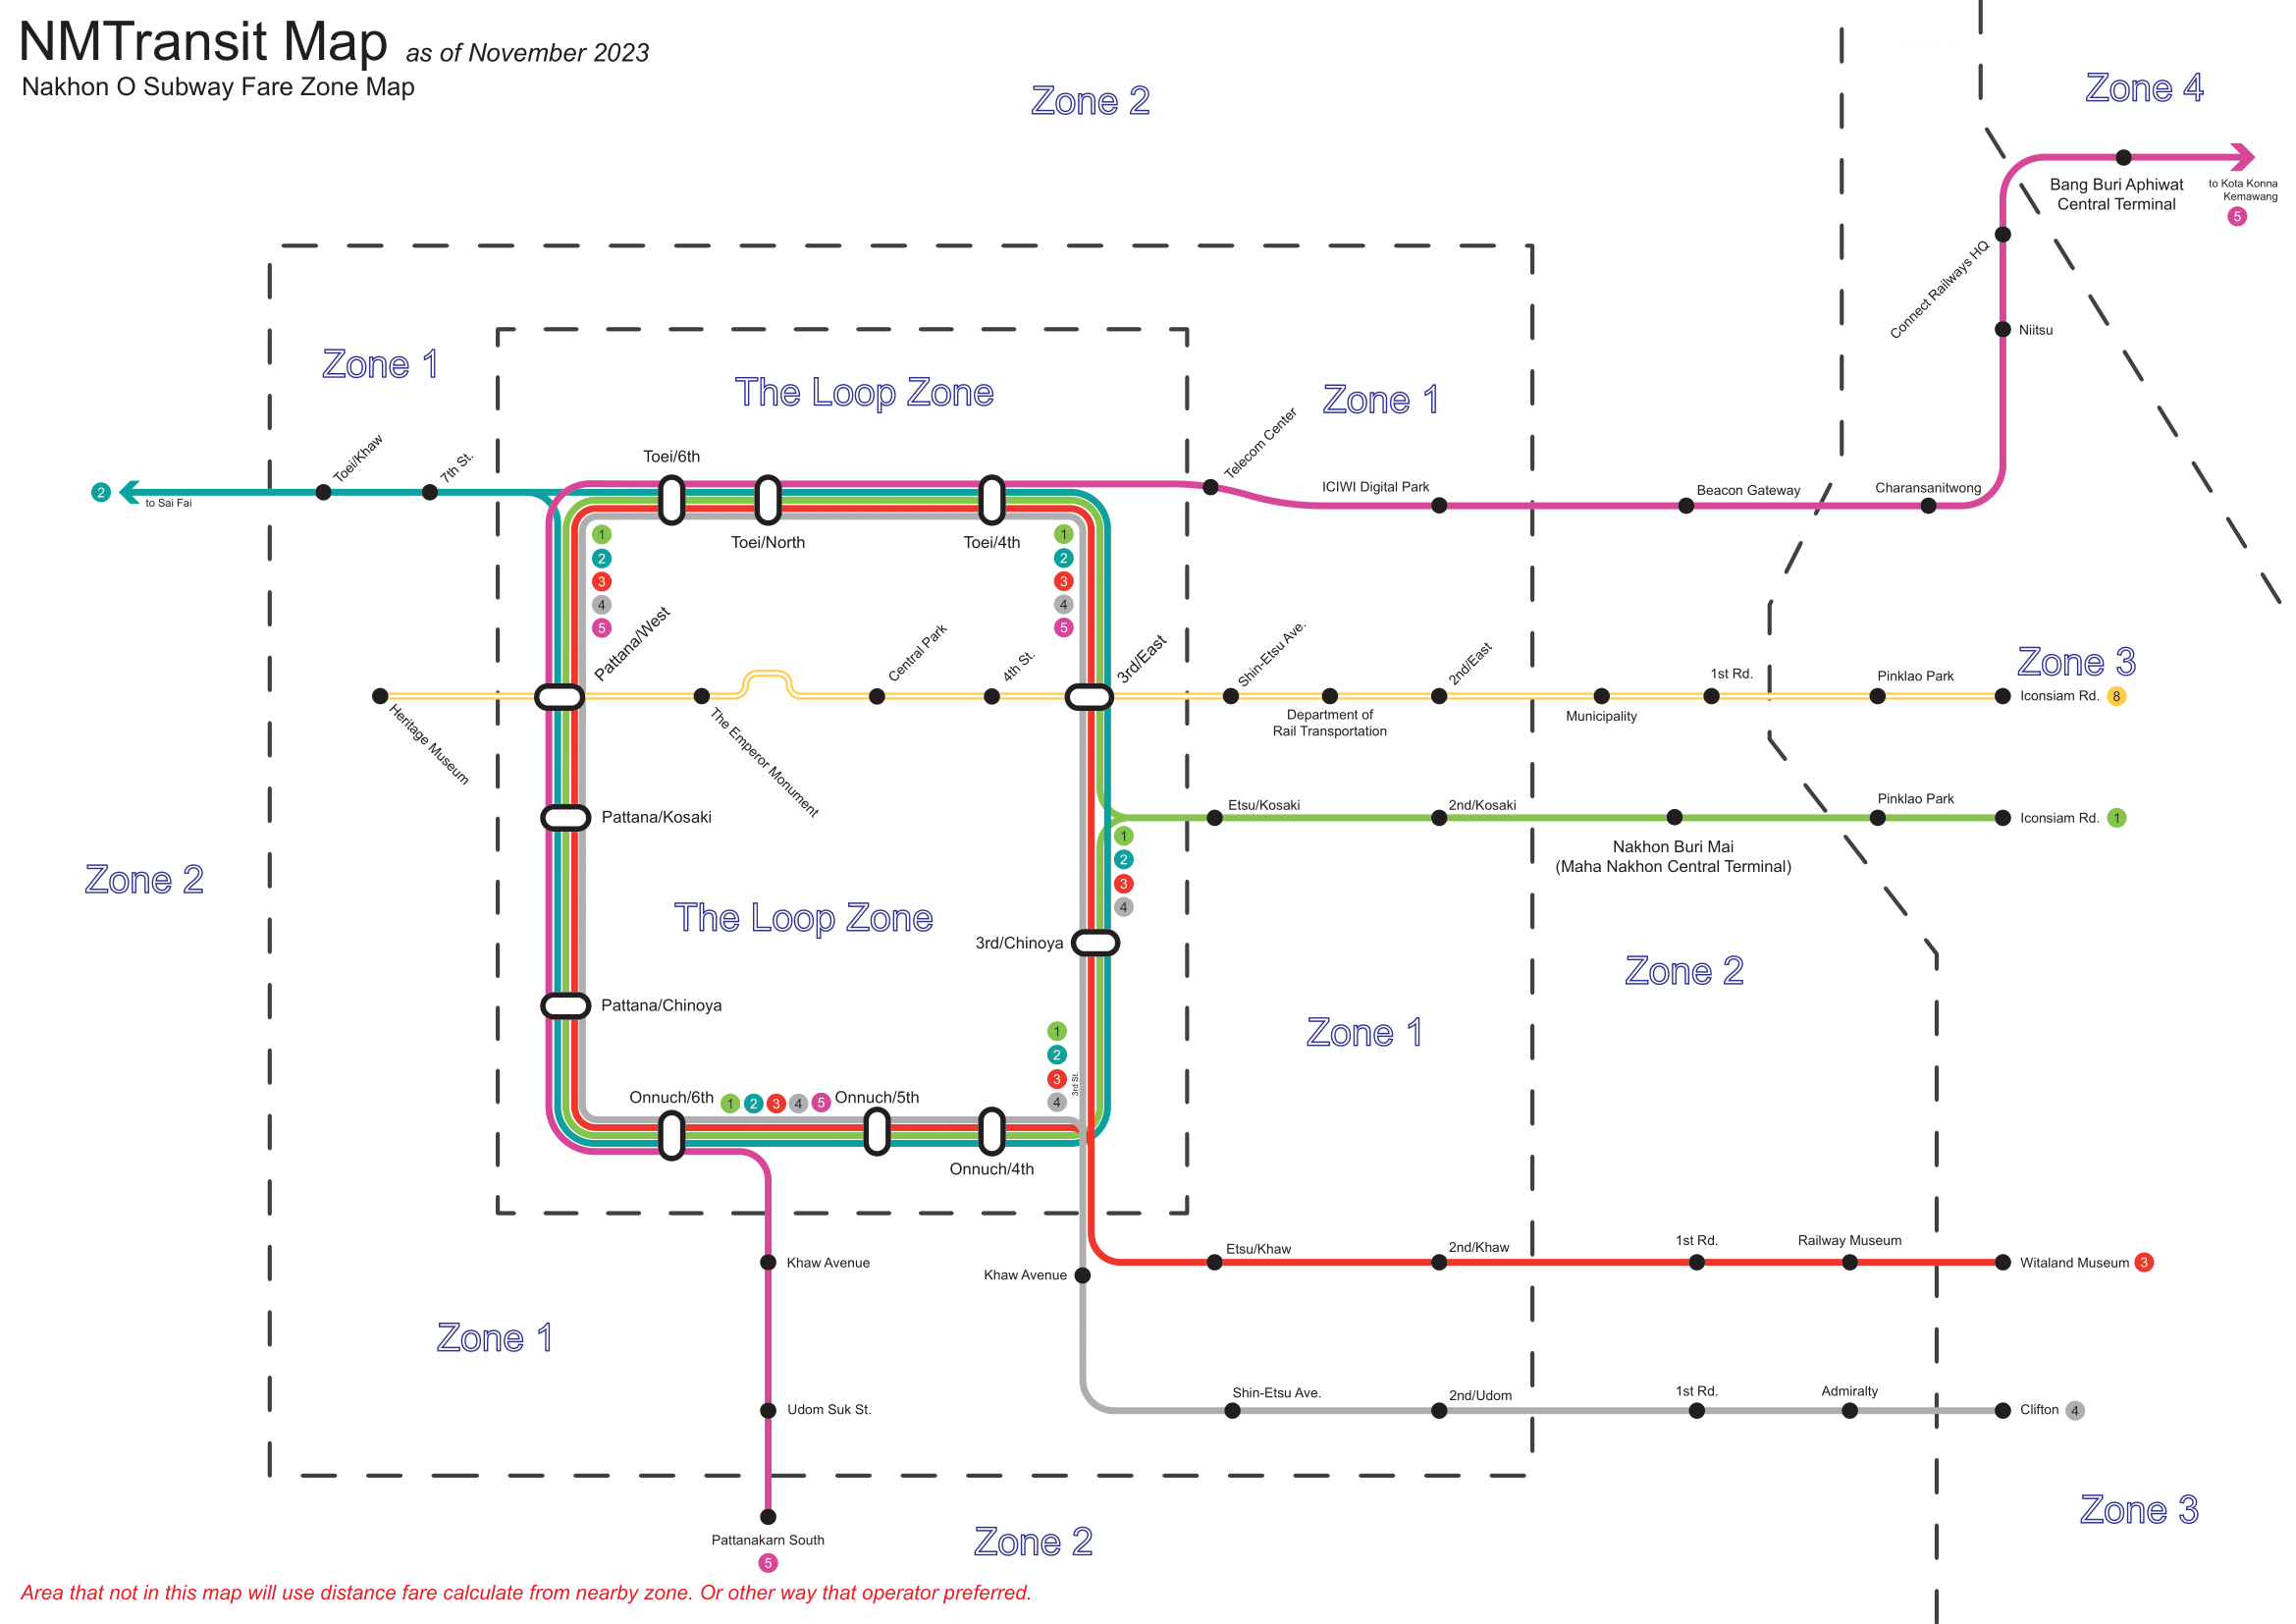 NMTransit Map as of November 2023
Nakhon O Subway Fare Zone Map
Zone 2
Zone 4
Bang Buri Aphiwat
Central Terminal
to Kota Konna
Kemawang
5
Connect Railways HQ
Niitsu
Zone 1
The Loop Zone
Zone 1
2
to Sai Fai
Toei/Khaw
7th St.
Toei/6th
Toei/North
Toei/4th
Telecom Center
ICIWI Digital Park
Beacon Gateway
Charansanitwong
1
2
3
4
5
1
2
3
4
5
Heritage Museum
Pattana/West
The Emperor Monument
Central Park
4th St.
3rd/East
Shin-Etsu Ave.
Department of
Rail Transportation
2nd/East
Municipality
1st Rd.
Pinklao Park
Zone 3
Iconsiam Rd.
8
Pattana/Kosaki
Etsu/Kosaki
2nd/Kosaki
Nakhon Buri Mai
(Maha Nakhon Central Terminal)
Pinklao Park
Iconsiam Rd.
1
1
2
3
4
Zone 2
The Loop Zone
3rd/Chinoya
Zone 2
Pattana/Chinoya
Zone 1
1
2
3
4
3rd St.
Onnuch/6th
1
2
3
4
5
Onnuch/5th
Onnuch/4th
Khaw Avenue
Khaw Avenue
Etsu/Khaw
2nd/Khaw
1st Rd.
Railway Museum
Witaland Museum
3
Zone 1
Udom Suk St.
Shin-Etsu Ave.
2nd/Udom
1st Rd.
Admiralty
Clifton
4
Zone 3
Pattanakarn South
5
Zone 2
Area that not in this map will use distance fare calculate from nearby zone. Or other way that operator preferred.